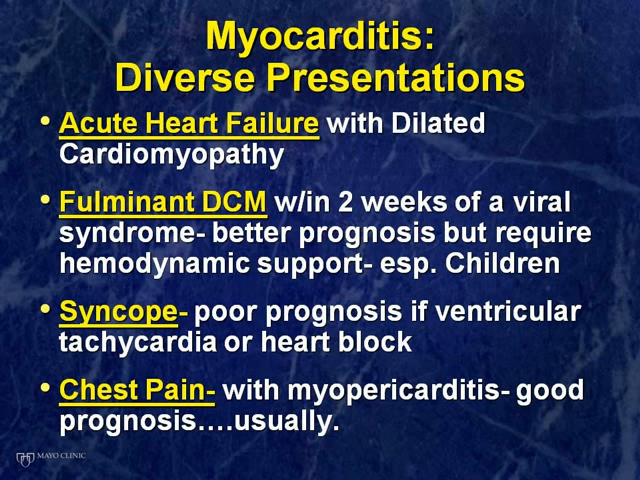 Myocarditis:
Diverse Presentations
• Acute Heart Failure with Dilated
Cardiomyopathy
• Fulminant DCM w/in 2 weeks of a viral
syndrome- better prognosis but require
hemodynamic support- esp. Children
• Syncope- poor prognosis if ventricular
tachycardia or heart block
• Chest Pain- with myopericarditis- good
prognosis....usually.
MAYO CLINIC